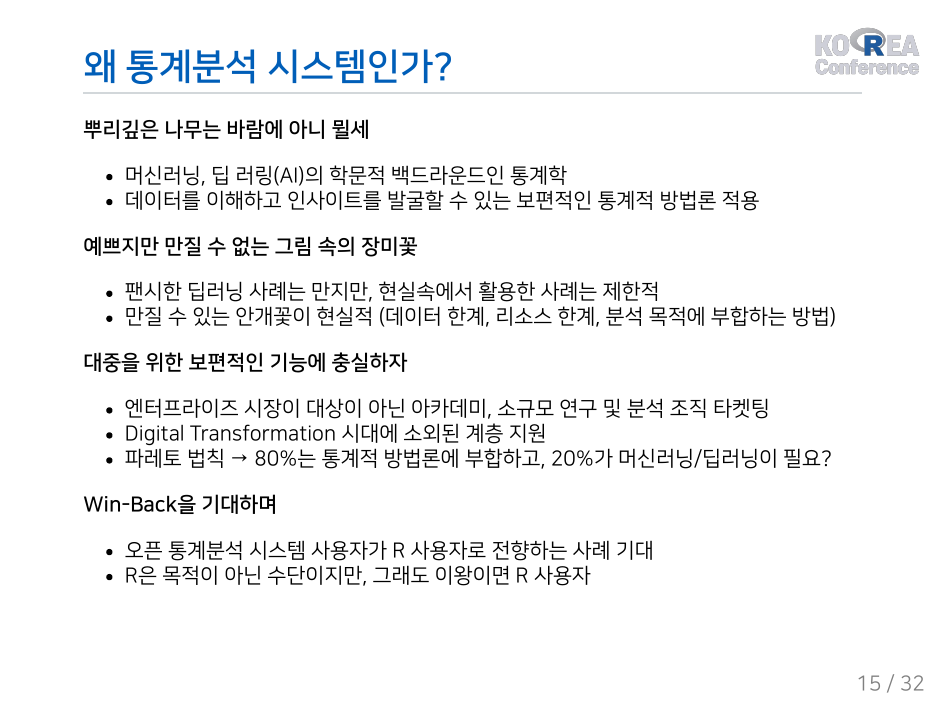 왜 통계분석 시스템인가?
KOREA
Conference
뿌리깊은 나무는 바람에 아니 뮐세
• 머신러닝, 딥 러링(AI)의 학문적 백드라운드인 통계학
• 데이터를 이해하고 인사이트를 발굴할 수 있는 보편적인 통계적 방법론 적용
예쁘지만 만질 수 없는 그림 속의 장미꽃
• 팬시한 딥러닝 사례는 만지만, 현실속에서 활용한 사례는 제한적
• 만질 수 있는 안개꽃이 현실적 (데이터 한계, 리소스 한계, 분석 목적에 부합하는 방법)
대중을 위한 보편적인 기능에 충실하자
• 엔터프라이즈 시장이 대상이 아닌 아카데미, 소규모 연구 및 분석 조직 타켓팅
• Digital Transformation 시대에 소외된 계층 지원
• 파레토 법칙 → 80%는 통계적 방법론에 부합하고, 20%가 머신러닝/딥러닝이 필요?
Win-Back을 기대하며
• 오픈 통계분석 시스템 사용자가 R 사용자로 전향하는 사례 기대
• R은 목적이 아닌 수단이지만, 그래도 이왕이면 R 사용자
15 / 32